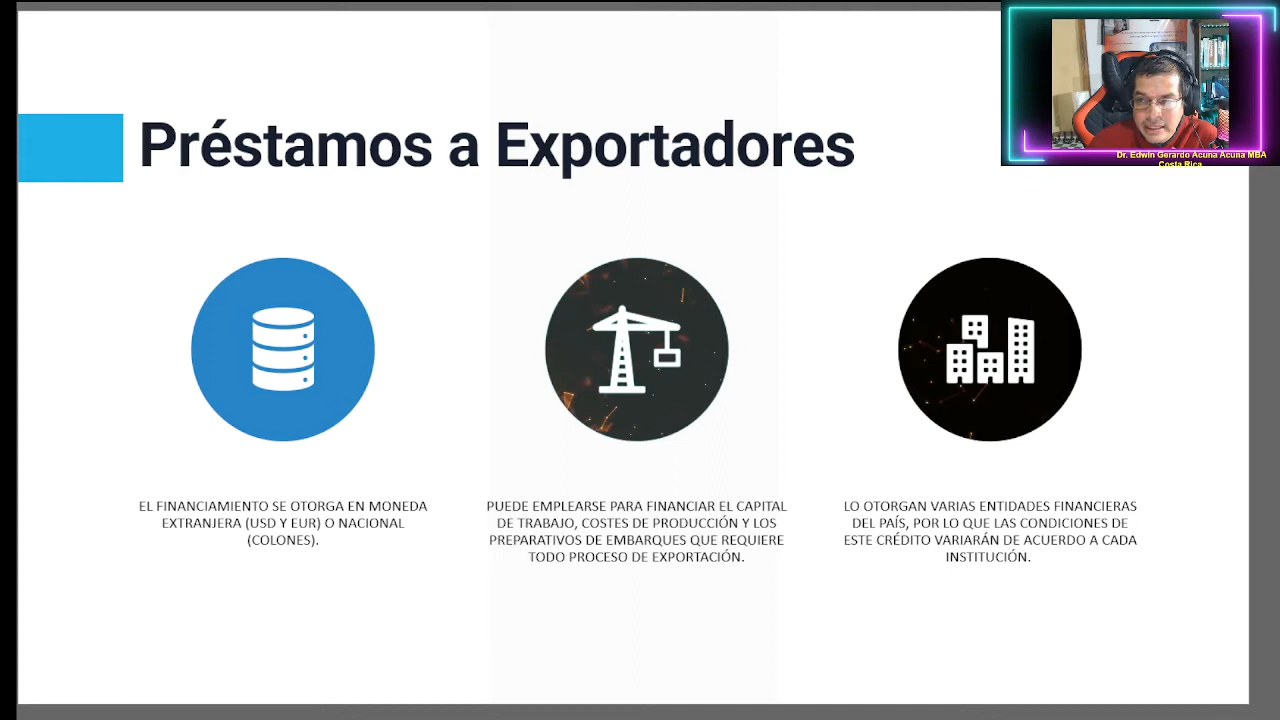 Préstamos a Exportadores
Dr. Edwin Gerardo Acuna Acuna MBA
Costa Rica
EL FINANCIAMIENTO SE OTORGA EN MONEDA
EXTRANJERA (USD Y EUR) O NACIONAL
(COLONES).
PUEDE EMPLEARSE PARA FINANCIAR EL CAPITAL
DE TRABAJO, COSTES DE PRODUCCIÓN Y LOS
PREPARATIVOS DE EMBARQUES QUE REQUIERE
TODO PROCESO DE EXPORTACIÓN.
LO OTORGAN VARIAS ENTIDADES FINANCIERAS
DEL PAÍS, POR LO QUE LAS CONDICIONES DE
ESTE CRÉDITO VARIARÁN DE ACUERDO A CADA
INSTITUCIÓN.